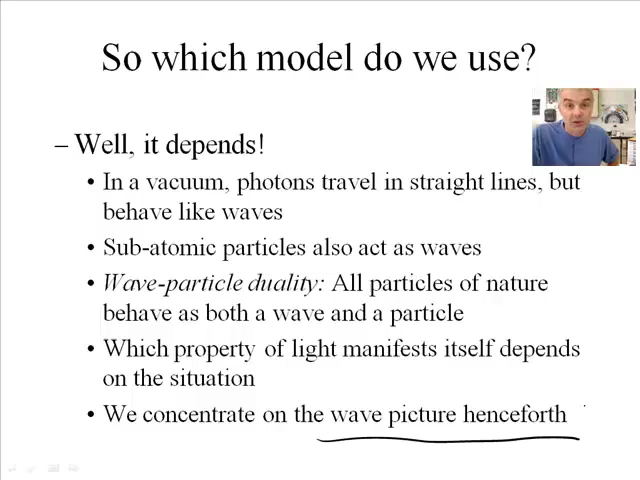 So which model do we use?
– Well, it depends!
• In a vacuum, photons travel in straight lines, but
behave like waves
• Sub-atomic particles also act as waves
• Wave-particle duality: All particles of nature
behave as both a wave and a particle
• Which property of light manifests itself depends
on the situation
• We concentrate on the wave picture henceforth